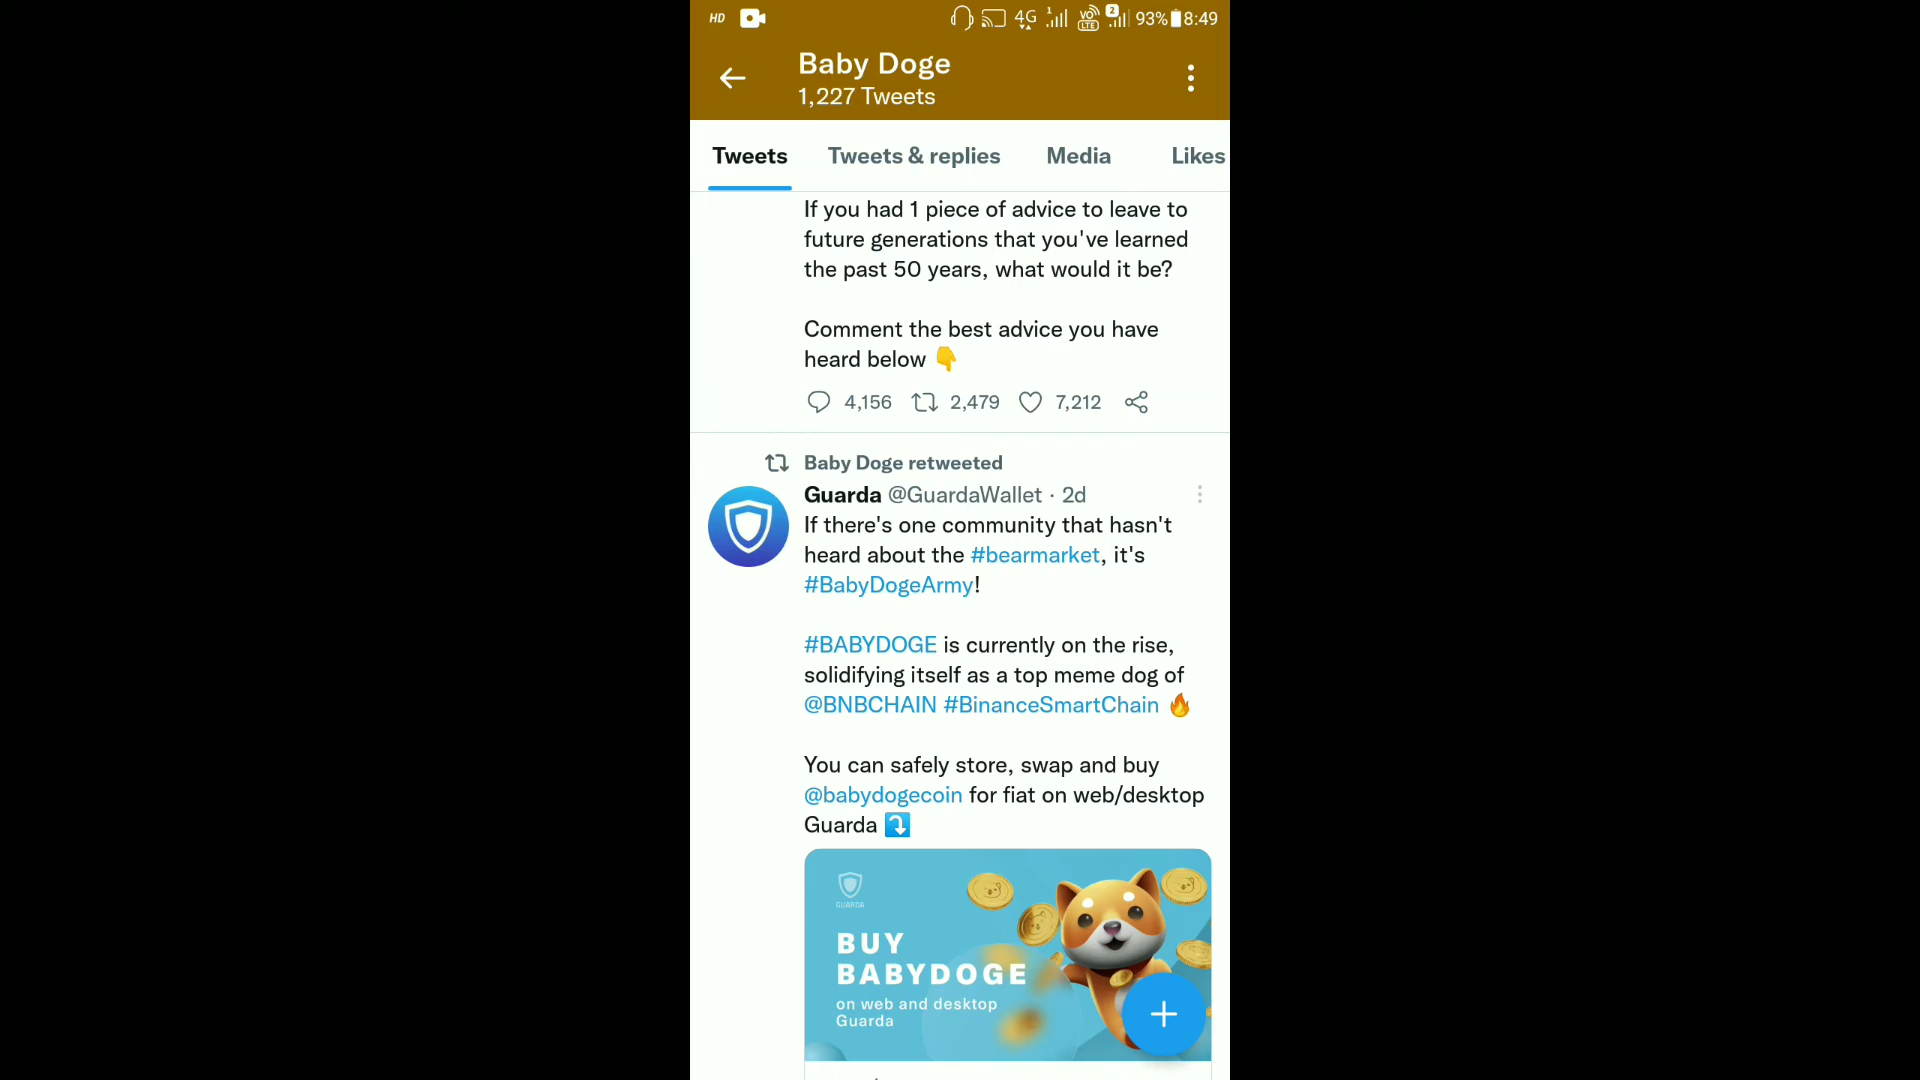 HD 4G 1 VO LTE 2 93% 8:49
Baby Doge
1,227 Tweets
Tweets Tweets & replies Media Likes
If you had 1 piece of advice to leave to
future generations that you've learned
the past 50 years, what would it be?
Comment the best advice you have
heard below 👇
4,156 2,479 7,212
Baby Doge retweeted
Guarda @GuardaWallet · 2d
If there's one community that hasn't
heard about the #bearmarket, it's
#BabyDogeArmy!
#BABYDOGE is currently on the rise,
solidifying itself as a top meme dog of
@BNBCHAIN #BinanceSmartChain 🔥
You can safely store, swap and buy
@babydogecoin for fiat on web/desktop
Guarda ⤵️
GUARDA
BUY
BABYDOGE
on web and desktop
Guarda